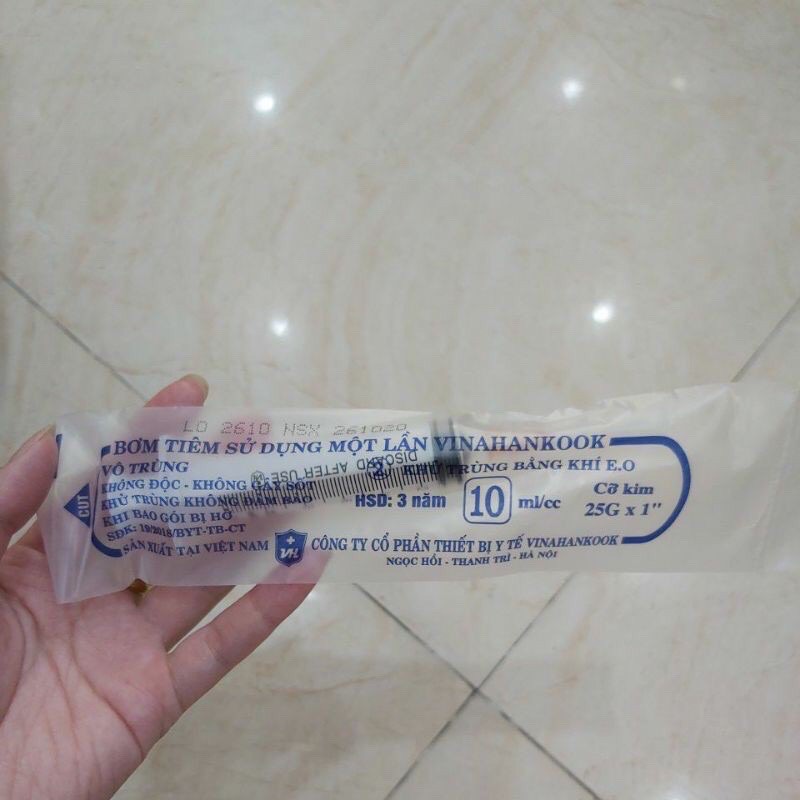 LO 2610 NSX 261020
BƠM TIÊM SỬ DỤNG MỘT LẦN VINAHANKOOK
VÔ TRÙNG
KHÔNG ĐỘC - KHÔNG GÂY SỐT
KHỬ TRÙNG KHÔNG ĐẢM BẢO
KHI BAO GÓI BỊ HỞ
SĐK: 19/2018/BYT-TB-CT
SẢN XUẤT TẠI VIỆT NAM
CUT
DISCARD AFTER USE
2 KHỬ TRÙNG BẰNG KHÍ E.O
HSD: 3 năm
10 ml/cc
Cỡ kim
25G x 1"
VH
CÔNG TY CỔ PHẦN THIẾT BỊ Y TẾ VINAHANKOOK
NGỌC HỒI - THANH TRÌ - HÀ NỘI